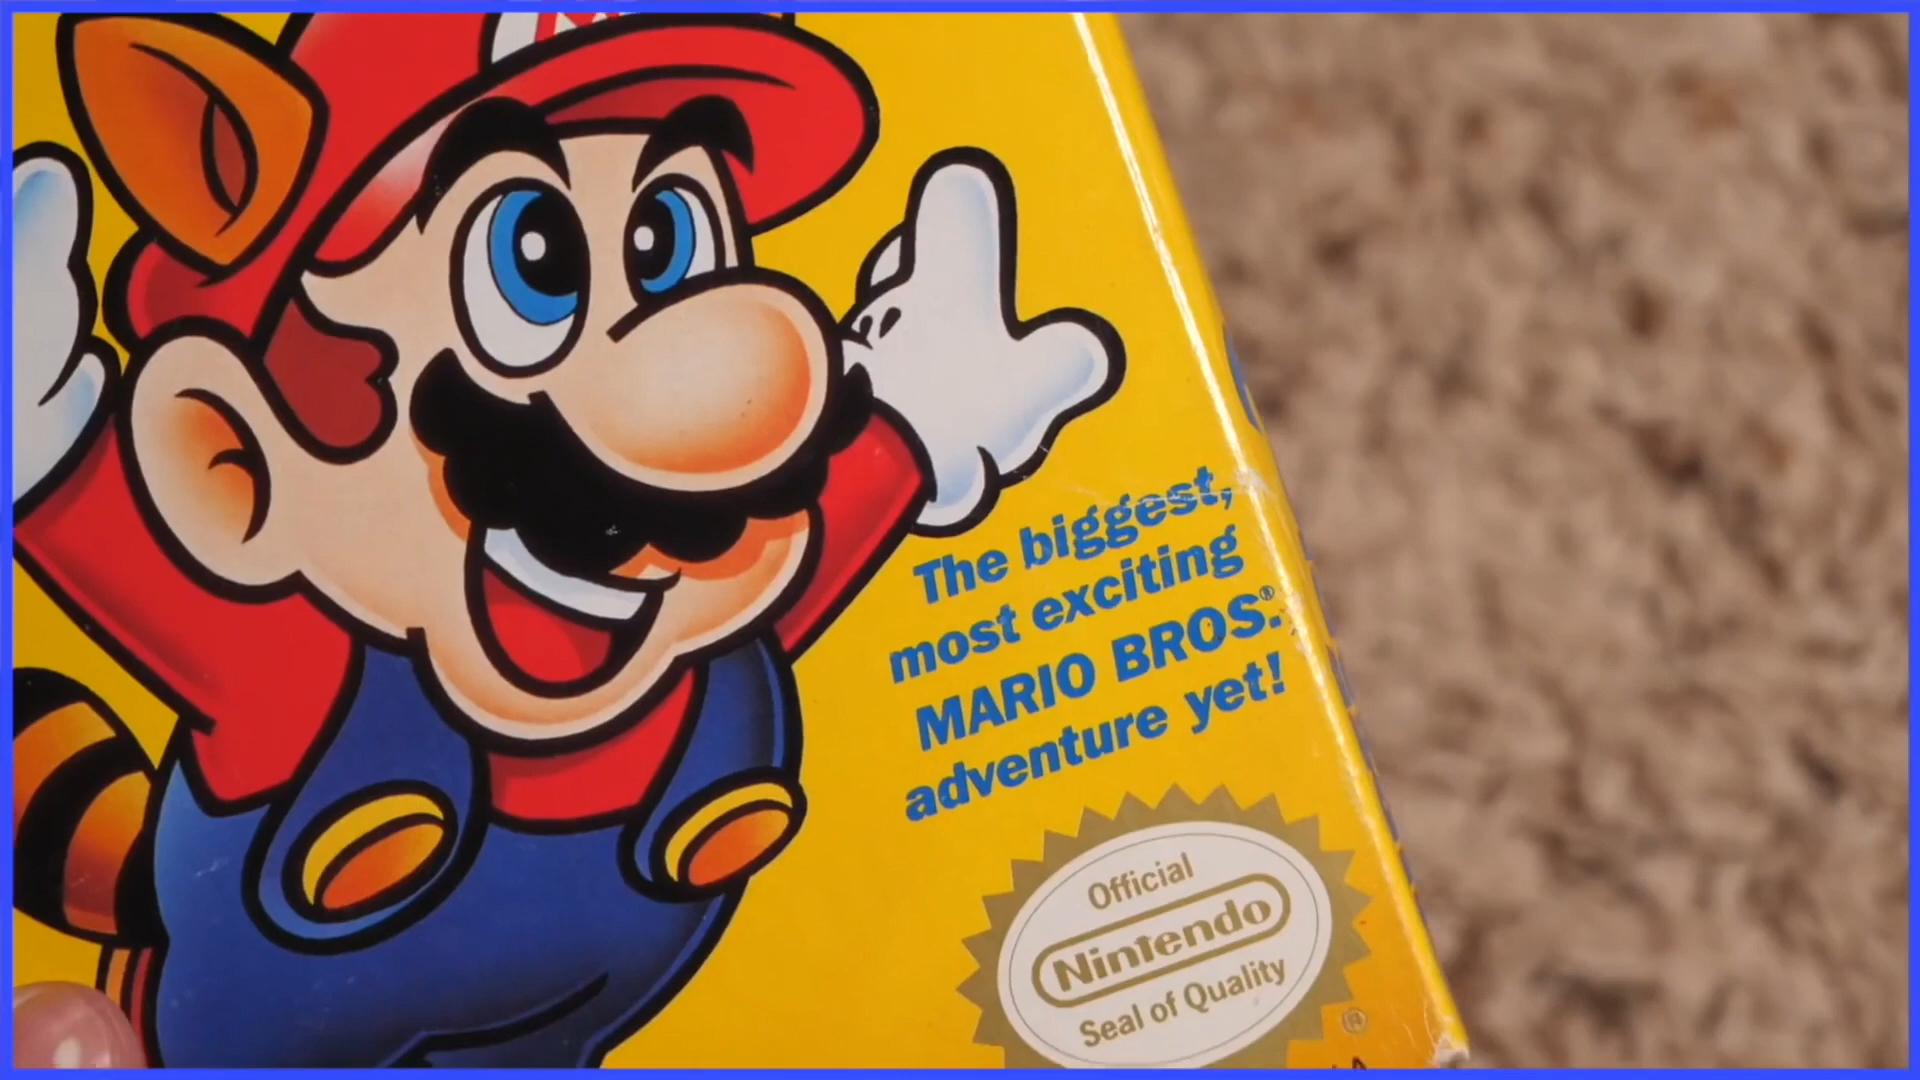 The biggest,
most exciting
MARIO BROS.®
adventure yet!
Official
Nintendo
Seal of Quality
®